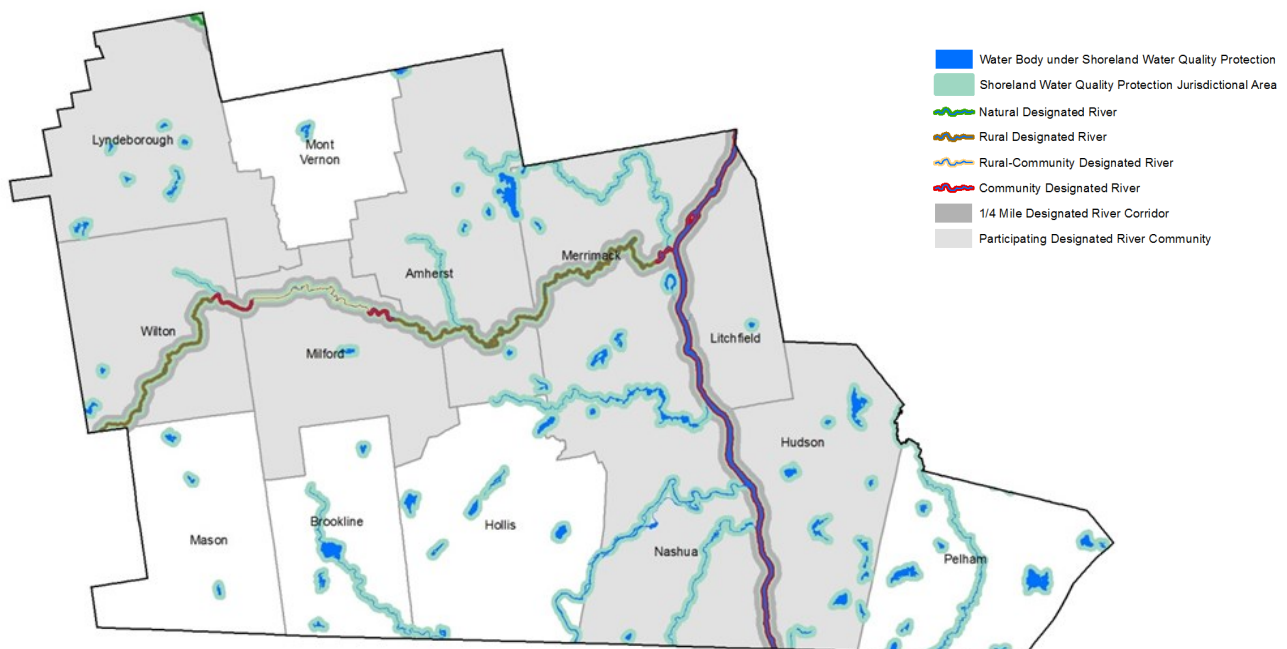 Water Body under Shoreland Water Quality Protection
Shoreland Water Quality Protection Jurisdictional Area
Natural Designated River
Rural Designated River
Rural-Community Designated River
Community Designated River
1/4 Mile Designated River Corridor
Participating Designated River Community
Lyndeborough
Mont
Vernon
Merrimack
Amherst
Wilton
Litchfield
Milford
Hudson
Brookline
Hollis
Mason
Nashua
Pelham